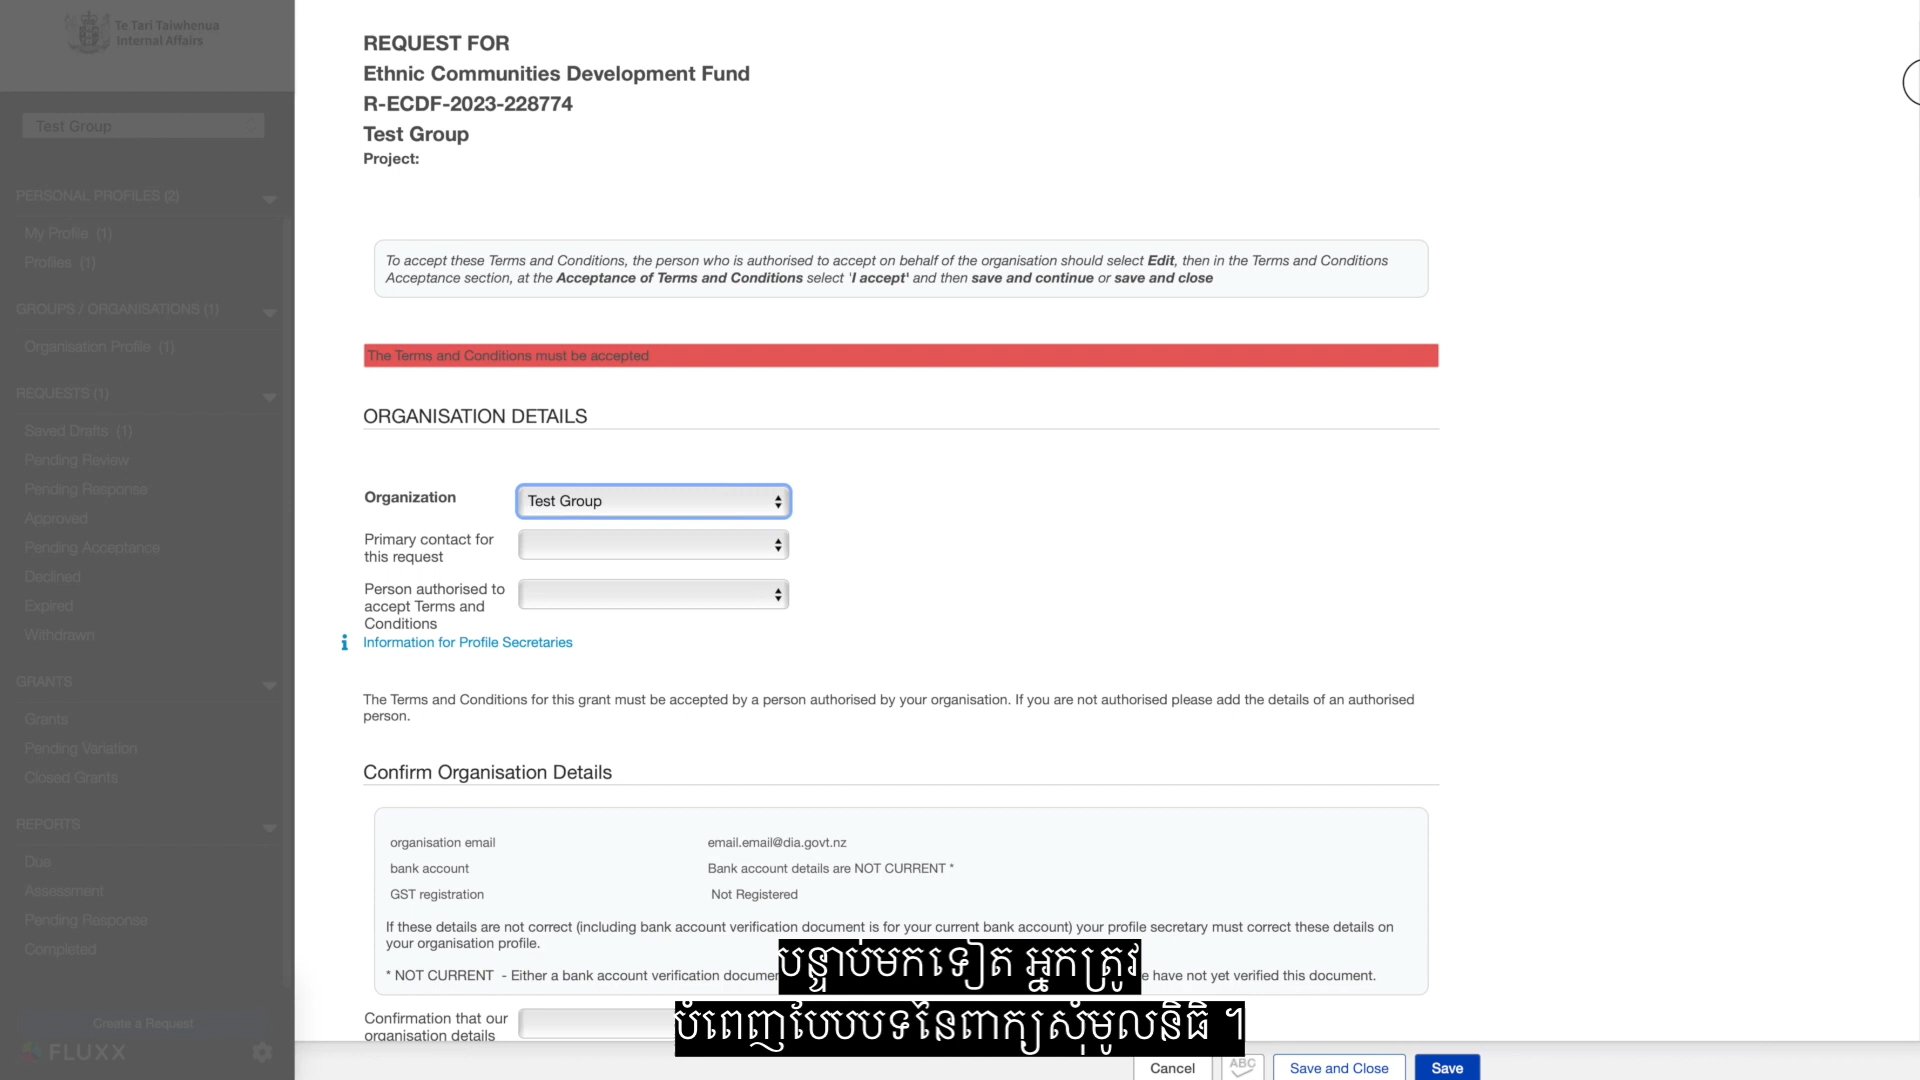 Te Tari Taiwhenua
Internal Affairs
Test Group
PERSONAL PROFILES (2)
My Profile (1)
Profiles (1)
GROUPS / ORGANISATIONS (1)
Organisation Profile (1)
REQUESTS (1)
Saved Drafts (1)
Pending Review
Pending Response
Approved
Pending Acceptance
Declined
Expired
Withdrawn
GRANTS
Grants
Pending Variation
Closed Grants
REPORTS
Due
Assessment
Pending Response
Completed
Create a Request
FLUXX
REQUEST FOR
Ethnic Communities Development Fund
R-ECDF-2023-228774
Test Group
Project:
To accept these Terms and Conditions, the person who is authorised to accept on behalf of the organisation should select Edit, then in the Terms and Conditions
Acceptance section, at the Acceptance of Terms and Conditions select 'I accept' and then save and continue or save and close
The Terms and Conditions must be accepted
ORGANISATION DETAILS
Organization
Test Group
Primary contact for
this request
Person authorised to
accept Terms and
Conditions
Information for Profile Secretaries
The Terms and Conditions for this grant must be accepted by a person authorised by your organisation. If you are not authorised please add the details of an authorised
person.
Confirm Organisation Details
organisation email email.email@dia.govt.nz
bank account Bank account details are NOT CURRENT *
GST registration Not Registered
If these details are not correct (including bank account verification document is for your current bank account) your profile secretary must correct these details on
your organisation profile.
* NOT CURRENT - Either a bank account verification docume
e have not yet verified this document.
Confirmation that our
organisation details
បន្ទាប់មកទៀត អ្នកត្រូវ
បំពេញបែបបទនៃពាក្យសុំមូលនិធិ ។
Cancel
ABC
Save and Close
Save